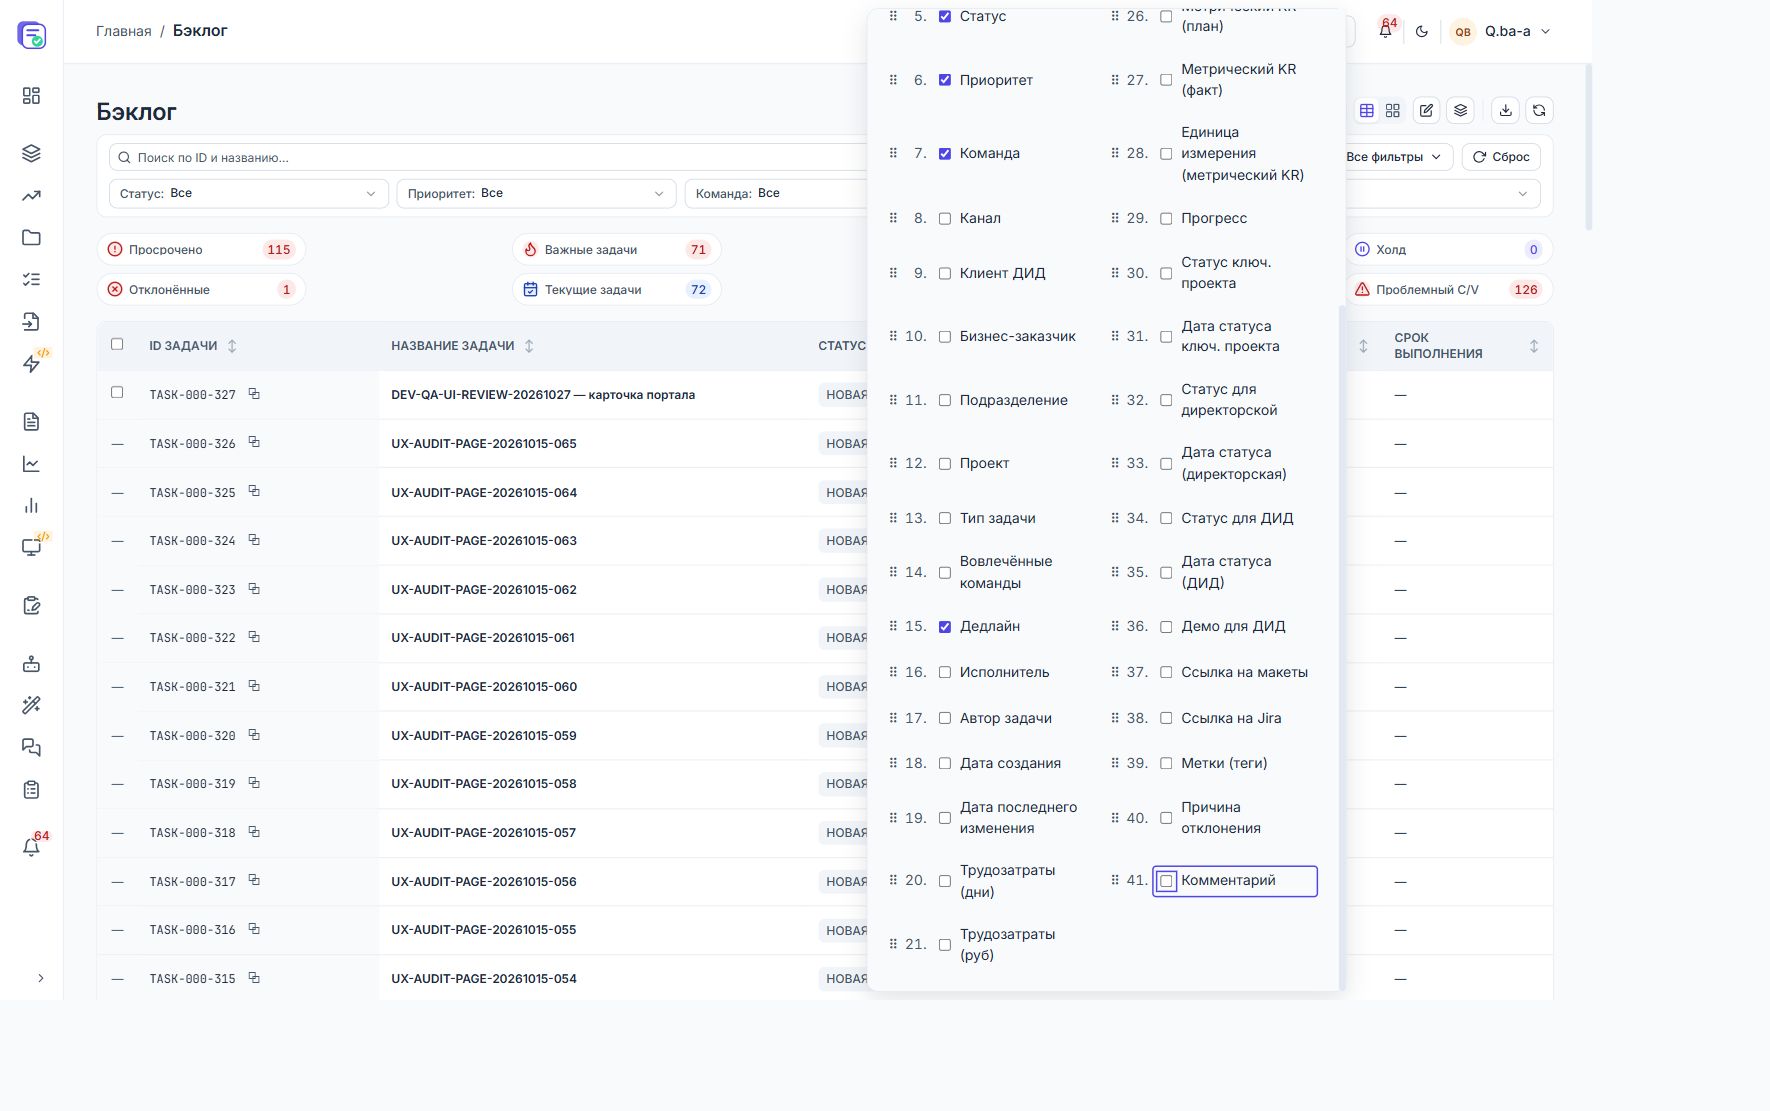 Главная / Бэклог
64
QB
Q.ba-a
Бэклог
Поиск по ID и названию...
Все фильтры
Сброс
Статус: Все
Приоритет: Все
Команда: Все
Просрочено 115
Важные задачи 71
Холд 0
Отклонённые 1
Текущие задачи 72
Проблемный C/V 126
ID ЗАДАЧИ
НАЗВАНИЕ ЗАДАЧИ
СТАТУС
СРОК
ВЫПОЛНЕНИЯ
TASK-000-327 DEV-QA-UI-REVIEW-20261027 — карточка портала НОВАЯ —
— TASK-000-326 UX-AUDIT-PAGE-20261015-065 НОВАЯ —
— TASK-000-325 UX-AUDIT-PAGE-20261015-064 НОВАЯ —
— TASK-000-324 UX-AUDIT-PAGE-20261015-063 НОВАЯ —
— TASK-000-323 UX-AUDIT-PAGE-20261015-062 НОВАЯ —
— TASK-000-322 UX-AUDIT-PAGE-20261015-061 НОВАЯ —
— TASK-000-321 UX-AUDIT-PAGE-20261015-060 НОВАЯ —
— TASK-000-320 UX-AUDIT-PAGE-20261015-059 НОВАЯ —
— TASK-000-319 UX-AUDIT-PAGE-20261015-058 НОВАЯ —
— TASK-000-318 UX-AUDIT-PAGE-20261015-057 НОВАЯ —
— TASK-000-317 UX-AUDIT-PAGE-20261015-056 НОВАЯ —
— TASK-000-316 UX-AUDIT-PAGE-20261015-055 НОВАЯ —
— TASK-000-315 UX-AUDIT-PAGE-20261015-054 НОВАЯ —
64
5. Статус
6. Приоритет
7. Команда
8. Канал
9. Клиент ДИД
10. Бизнес-заказчик
11. Подразделение
12. Проект
13. Тип задачи
14. Вовлечённые
команды
15. Дедлайн
16. Исполнитель
17. Автор задачи
18. Дата создания
19. Дата последнего
изменения
20. Трудозатраты
(дни)
21. Трудозатраты
(руб)
26. Метрический KR
(план)
27. Метрический KR
(факт)
28. Единица
измерения
(метрический KR)
29. Прогресс
30. Статус ключ.
проекта
31. Дата статуса
ключ. проекта
32. Статус для
директорской
33. Дата статуса
(директорская)
34. Статус для ДИД
35. Дата статуса
(ДИД)
36. Демо для ДИД
37. Ссылка на макеты
38. Ссылка на Jira
39. Метки (теги)
40. Причина
отклонения
41. Комментарий